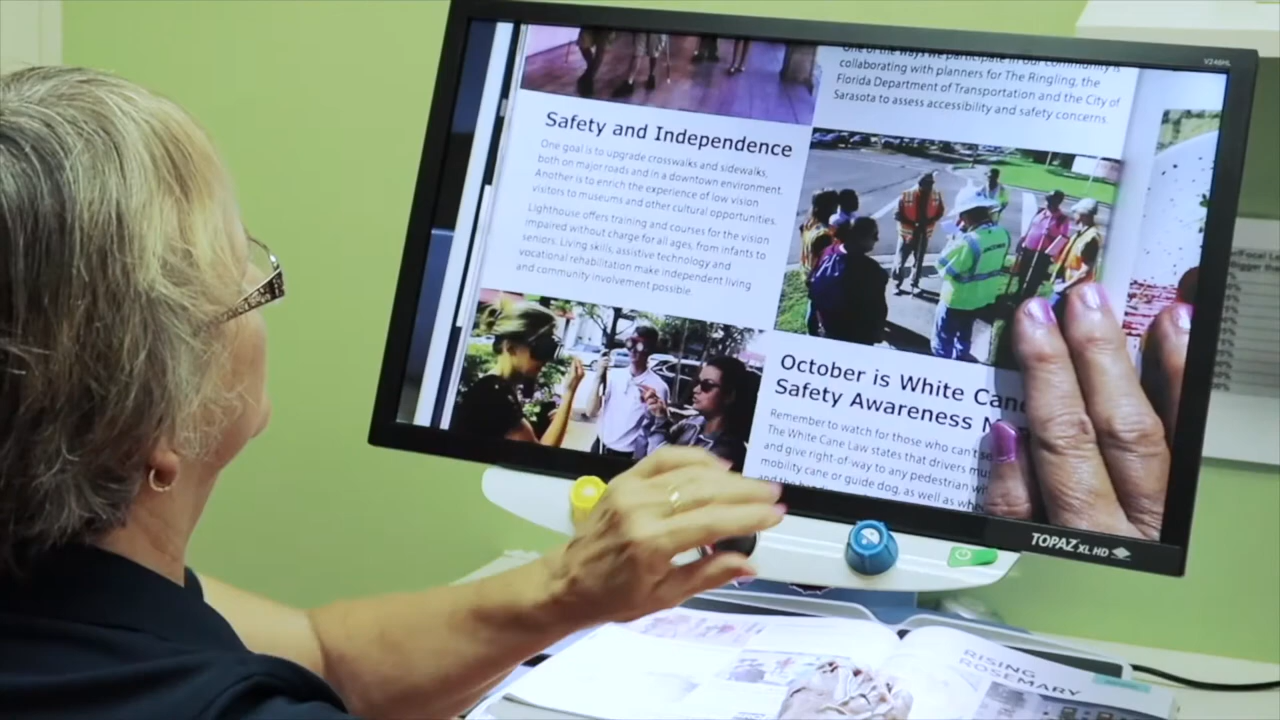 V248HL
One of the ways we participate in our community is
collaborating with planners for The Ringling, the
Florida Department of Transportation and the City of
Sarasota to assess accessibility and safety concerns.
Safety and Independence
One goal is to upgrade crosswalks and sidewalks,
both on major roads and in a downtown environment.
Another is to enrich the experience of low vision
visitors to museums and other cultural opportunities.
Lighthouse offers training and courses for the vision
impaired without charge for all ages, from infants to
seniors. Living skills, assistive technology and
vocational rehabilitation make independent living
and community involvement possible.
October is White Cane
Safety Awareness M
Remember to watch for those who can't se
The White Cane Law states that drivers mus
and give right-of-way to any pedestrian wi
mobility cane or guide dog, as well as whe
and the
TOPAZ XL HD
RISING
ROSEMARY